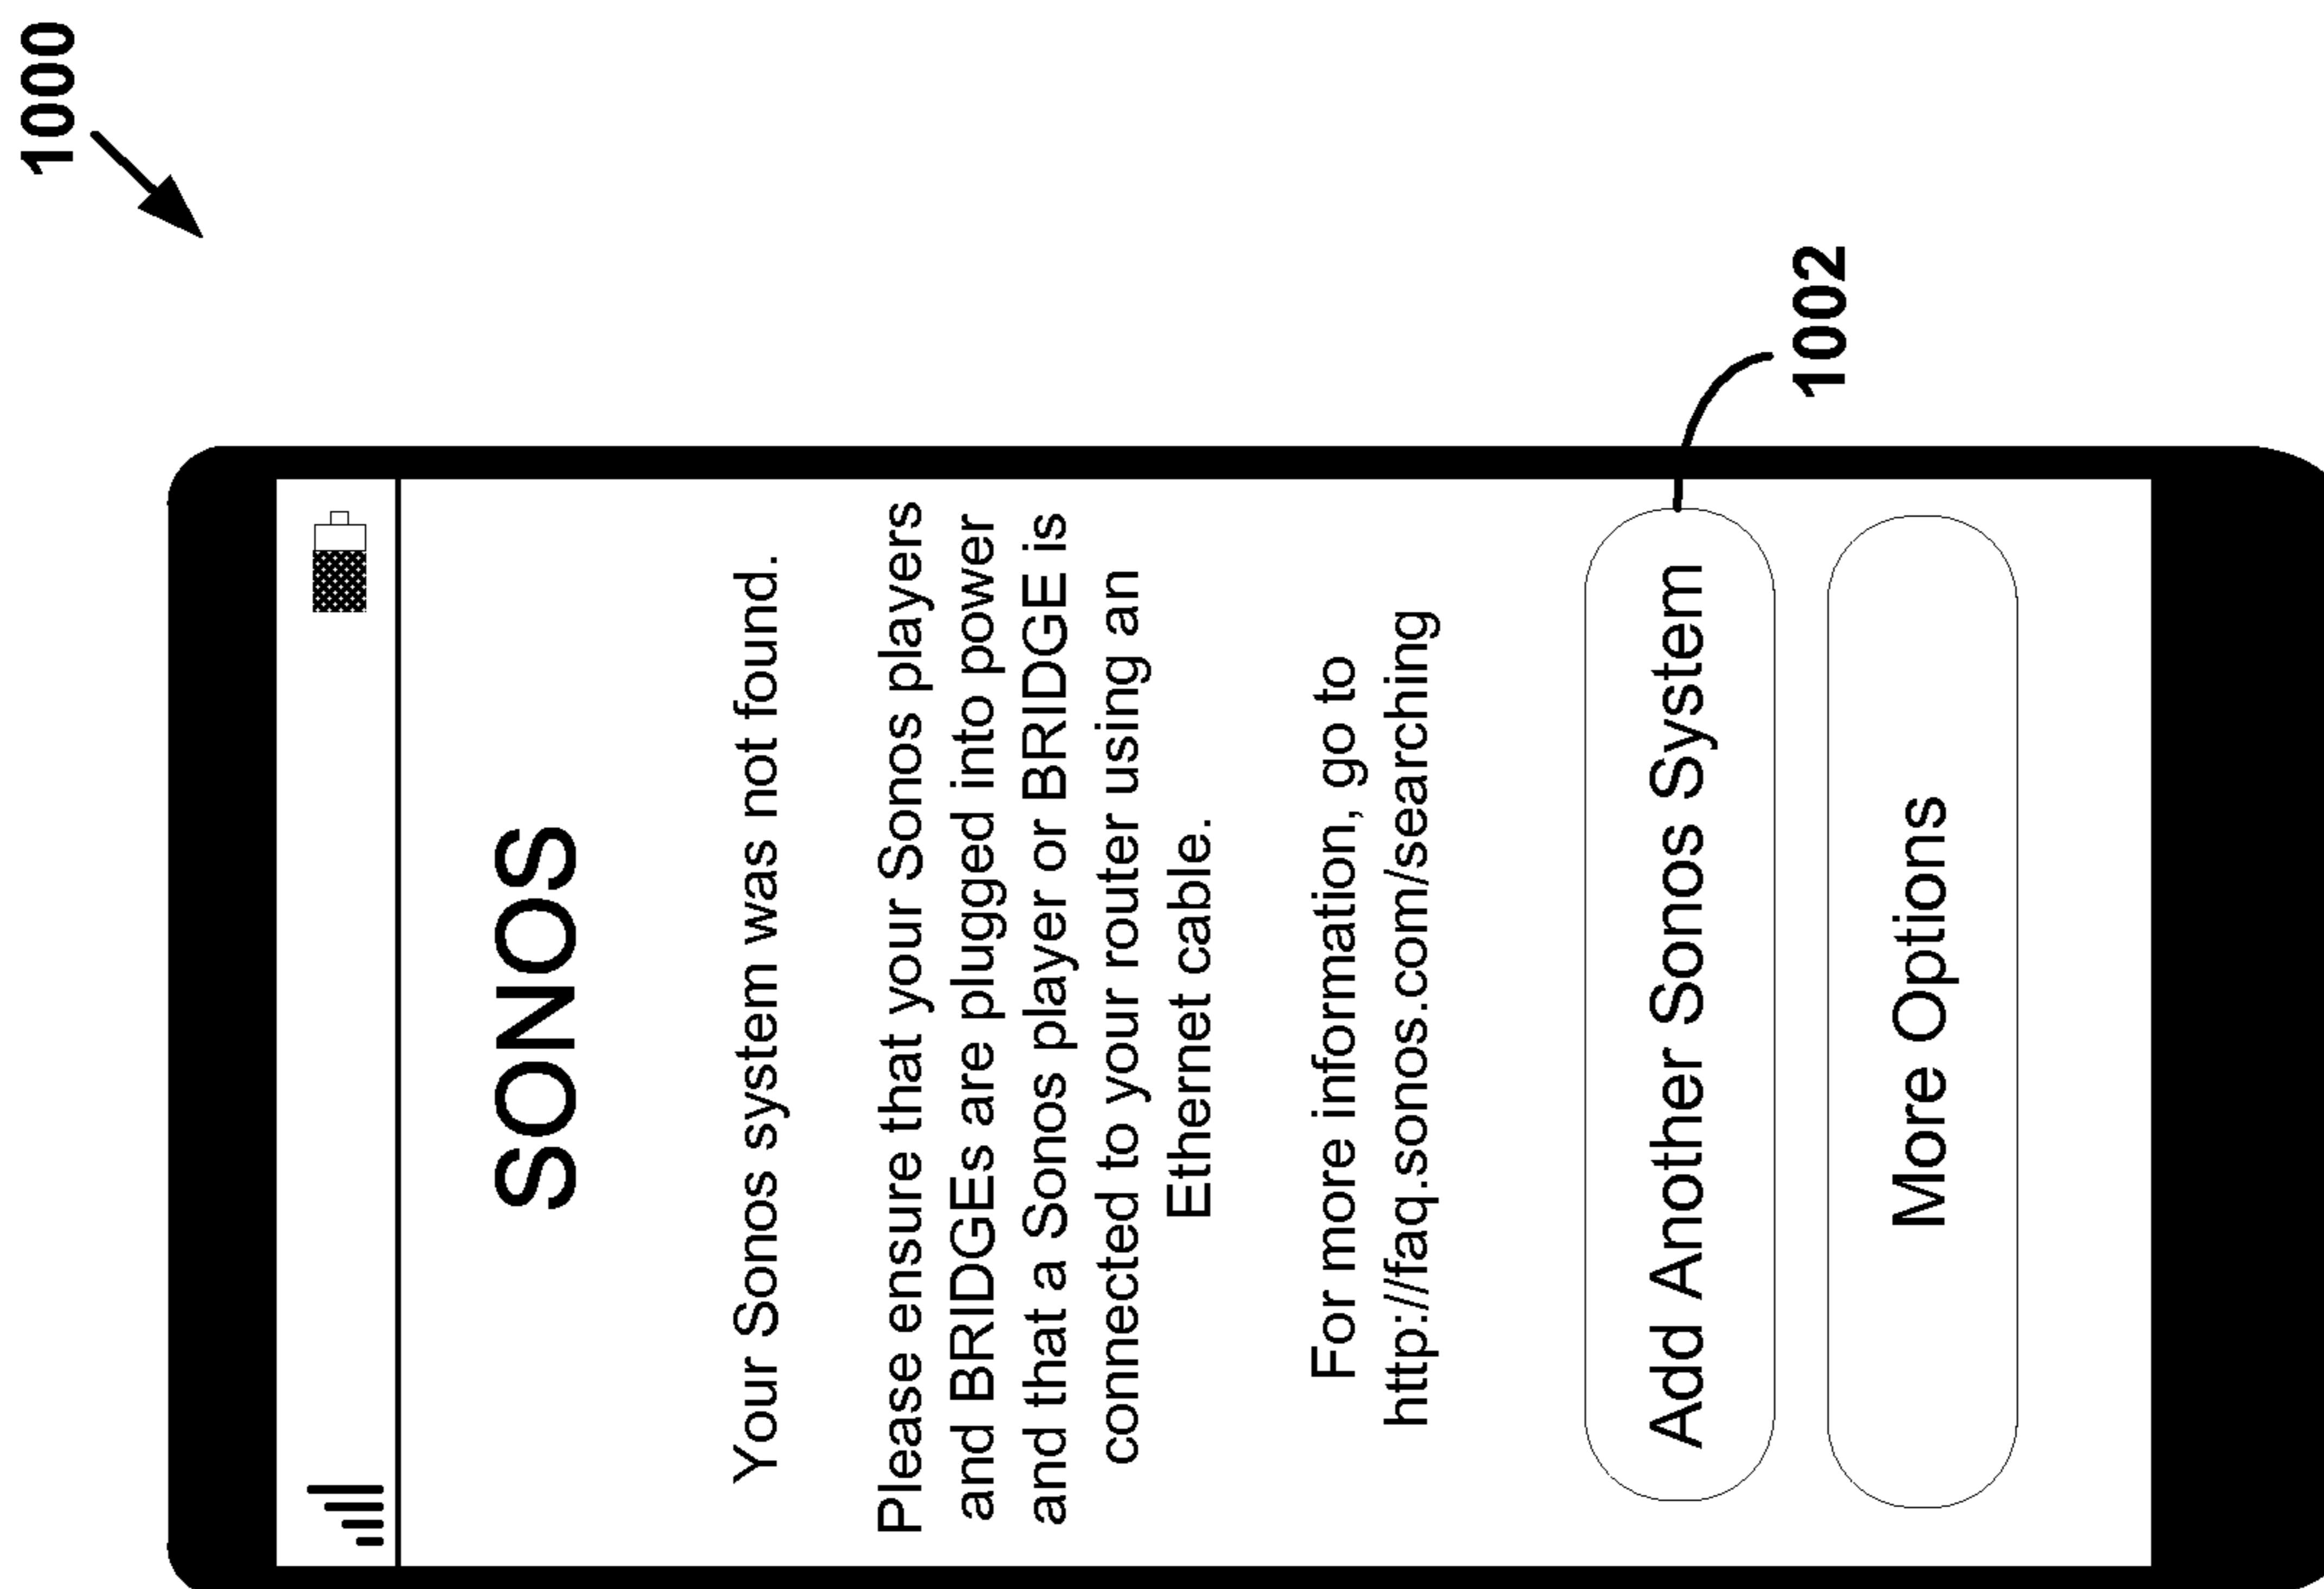 1000
SONOS
Your Sonos system was not found.
Please ensure that your Sonos players
and BRIDGEs are plugged into power
and that a Sonos player or BRIDGE is
connected to your router using an
Ethernet cable.
For more information, go to
http://faq.sonos.com/searching
Add Another Sonos System
1002
More Options